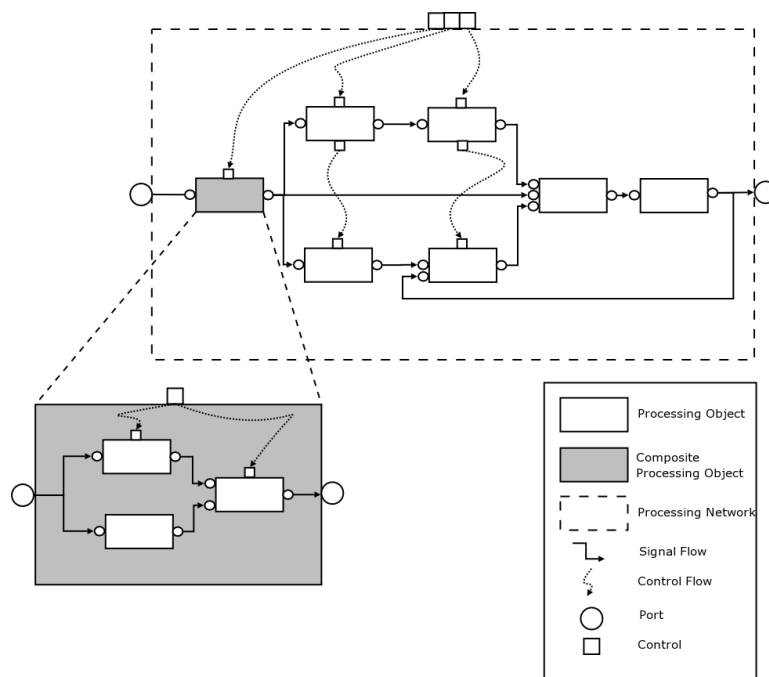 Processing Object
Composite
Processing Object
Processing Network
Signal Flow
Control Flow
Port
Control